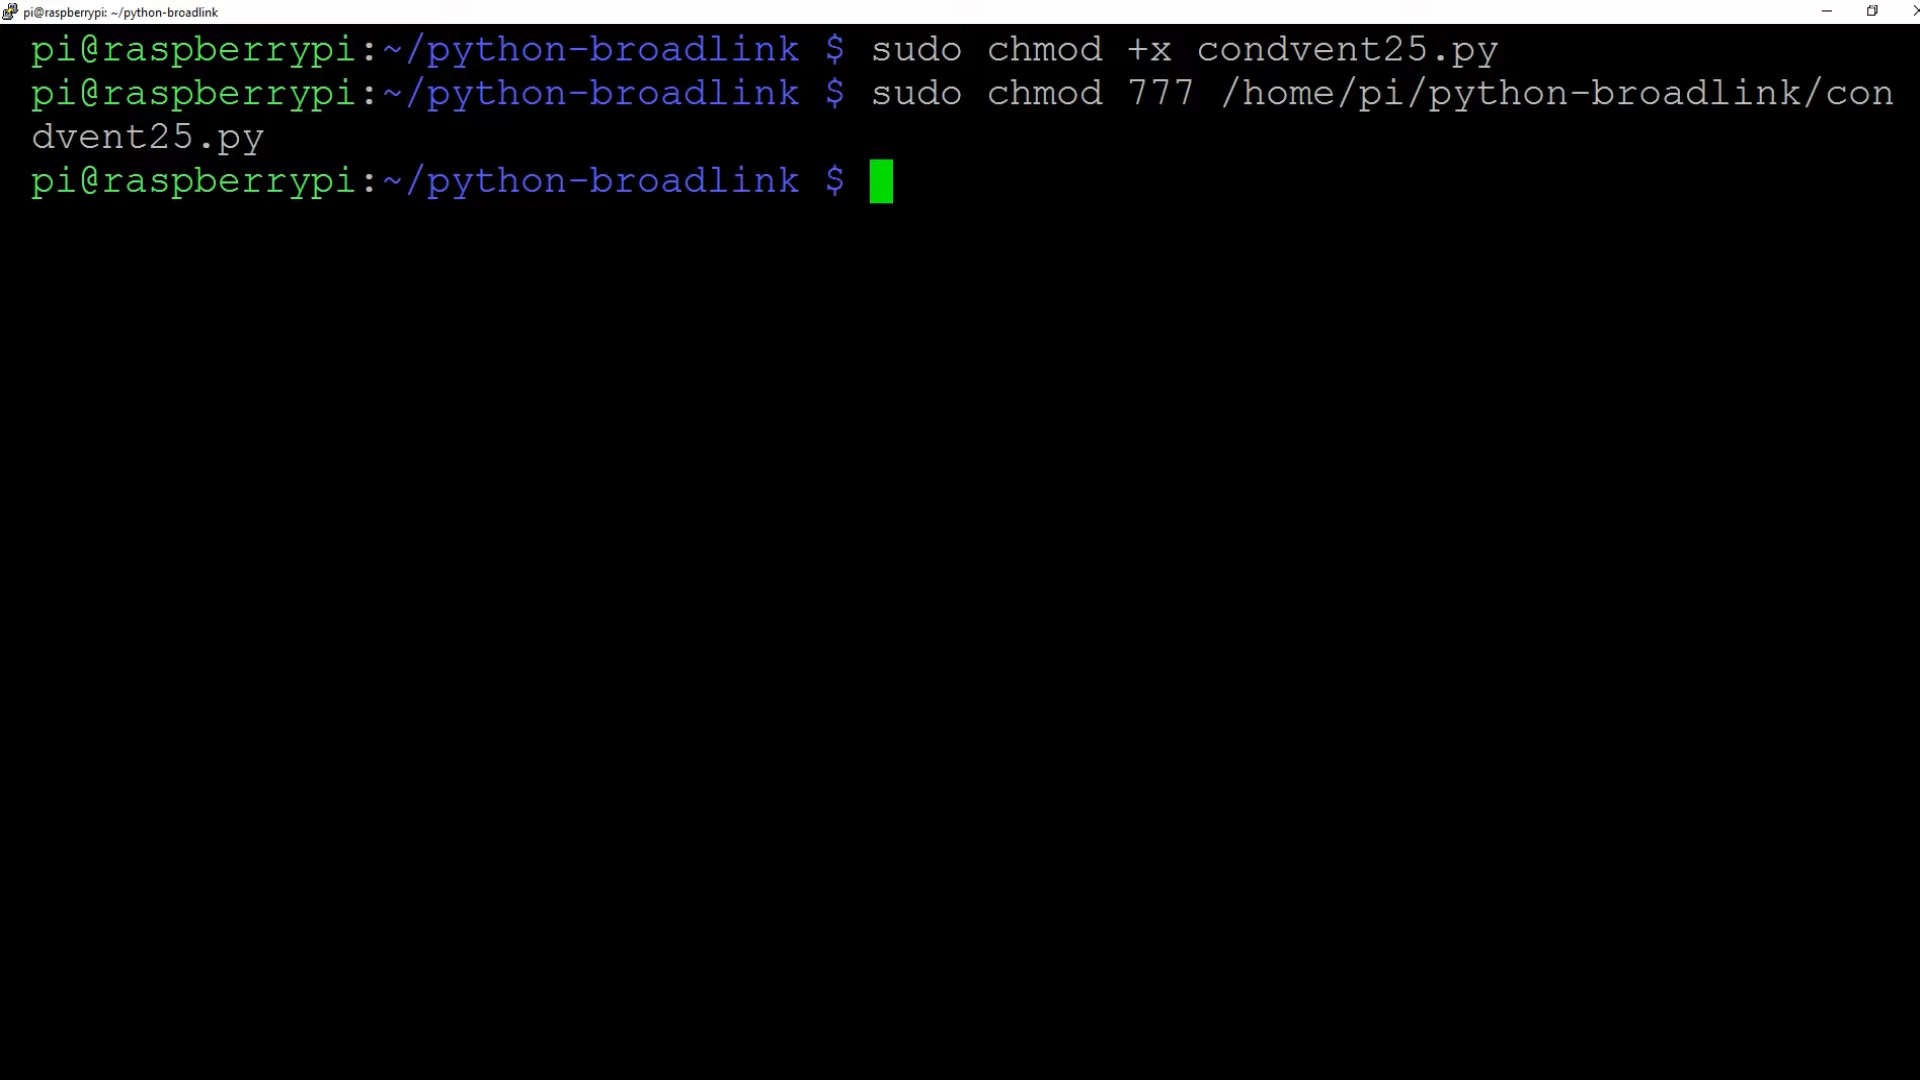 pi@raspberrypi: ~/python-broadlink
pi@raspberrypi:~/python-broadlink $ sudo chmod +x condvent25.py
pi@raspberrypi:~/python-broadlink $ sudo chmod 777 /home/pi/python-broadlink/con
dvent25.py
pi@raspberrypi:~/python-broadlink $